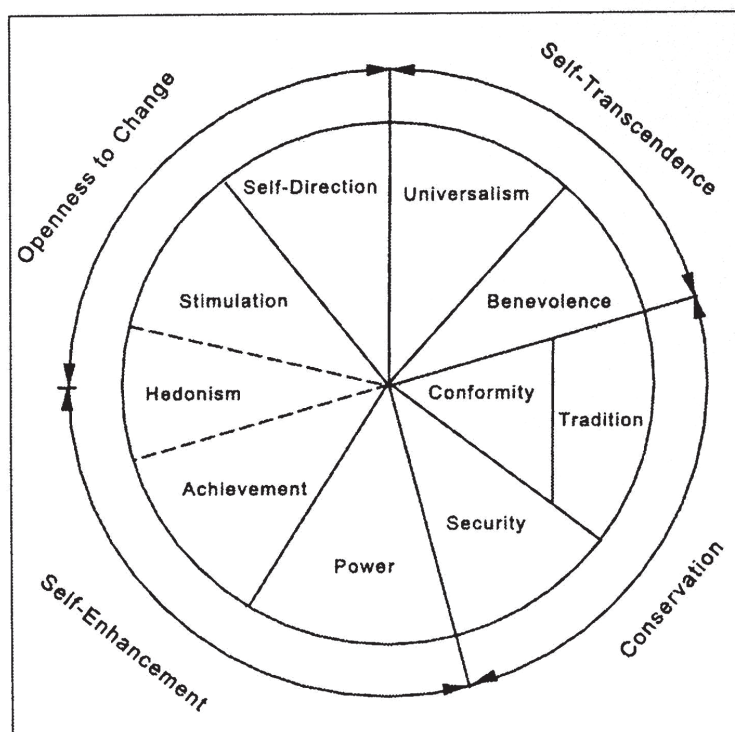 Openness to Change
Self-Transcendence
Self-Direction
Universalism
Stimulation
Benevolence
Hedonism
Conformity
Tradition
Achievement
Security
Power
Self-Enhancement
Conservation